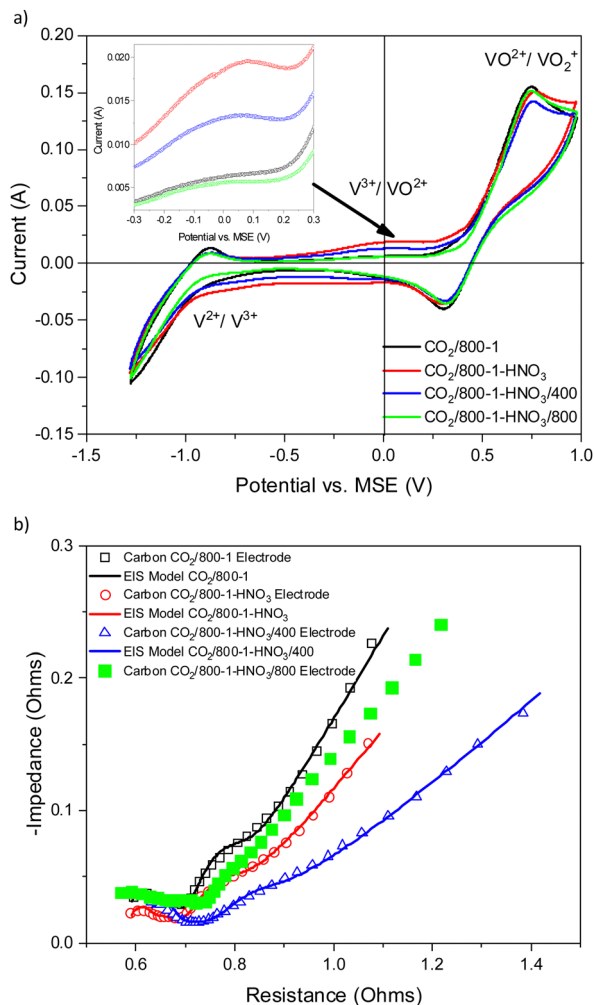 a)
VO²⁺/ VO₂⁺
V³⁺/ VO²⁺
V²⁺/ V³⁺
0.020
0.015
0.010
0.005
Current (A)
-0.3 -0.2 -0.1 0.0 0.1 0.2 0.3
Potential vs. MSE (V)
0.20
0.15
0.10
0.05
0.00
-0.05
-0.10
-0.15
Current (A)
CO₂/800-1
CO₂/800-1-HNO₃
CO₂/800-1-HNO₃/400
CO₂/800-1-HNO₃/800
-1.5 -1.0 -0.5 0.0 0.5 1.0
Potential vs. MSE (V)
b)
0.3
0.2
0.1
0.0
-Impedance (Ohms)
Carbon CO₂/800-1 Electrode
EIS Model CO₂/800-1
Carbon CO₂/800-1-HNO₃ Electrode
EIS Model CO₂/800-1-HNO₃
Carbon CO₂/800-1-HNO₃/400 Electrode
EIS Model CO₂/800-1-HNO₃/400
Carbon CO₂/800-1-HNO₃/800 Electrode
0.6 0.8 1.0 1.2 1.4
Resistance (Ohms)